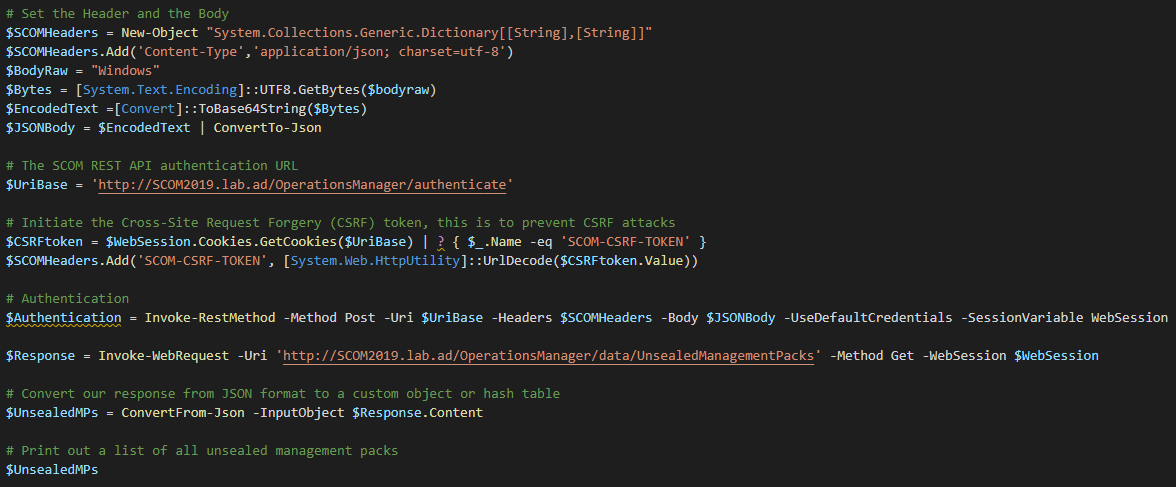 # Set the Header and the Body
$SCOMHeaders = New-Object "System.Collections.Generic.Dictionary[[String],[String]]"
$SCOMHeaders.Add('Content-Type','application/json; charset=utf-8')
$BodyRaw = "Windows"
$Bytes = [System.Text.Encoding]::UTF8.GetBytes($bodyraw)
$EncodedText =[Convert]::ToBase64String($Bytes)
$JSONBody = $EncodedText | ConvertTo-Json
# The SCOM REST API authentication URL
$UriBase = 'http://SCOM2019.lab.ad/OperationsManager/authenticate'
# Initiate the Cross-Site Request Forgery (CSRF) token, this is to prevent CSRF attacks
$CSRFtoken = $WebSession.Cookies.GetCookies($UriBase) | ? { $_.Name -eq 'SCOM-CSRF-TOKEN' }
$SCOMHeaders.Add('SCOM-CSRF-TOKEN', [System.Web.HttpUtility]::UrlDecode($CSRFtoken.Value))
# Authentication
$Authentication = Invoke-RestMethod -Method Post -Uri $UriBase -Headers $SCOMHeaders -Body $JSONBody -UseDefaultCredentials -SessionVariable WebSession
$Response = Invoke-WebRequest -Uri 'http://SCOM2019.lab.ad/OperationsManager/data/UnsealedManagementPacks' -Method Get -WebSession $WebSession
# Convert our response from JSON format to a custom object or hash table
$UnsealedMPs = ConvertFrom-Json -InputObject $Response.Content
# Print out a list of all unsealed management packs
$UnsealedMPs